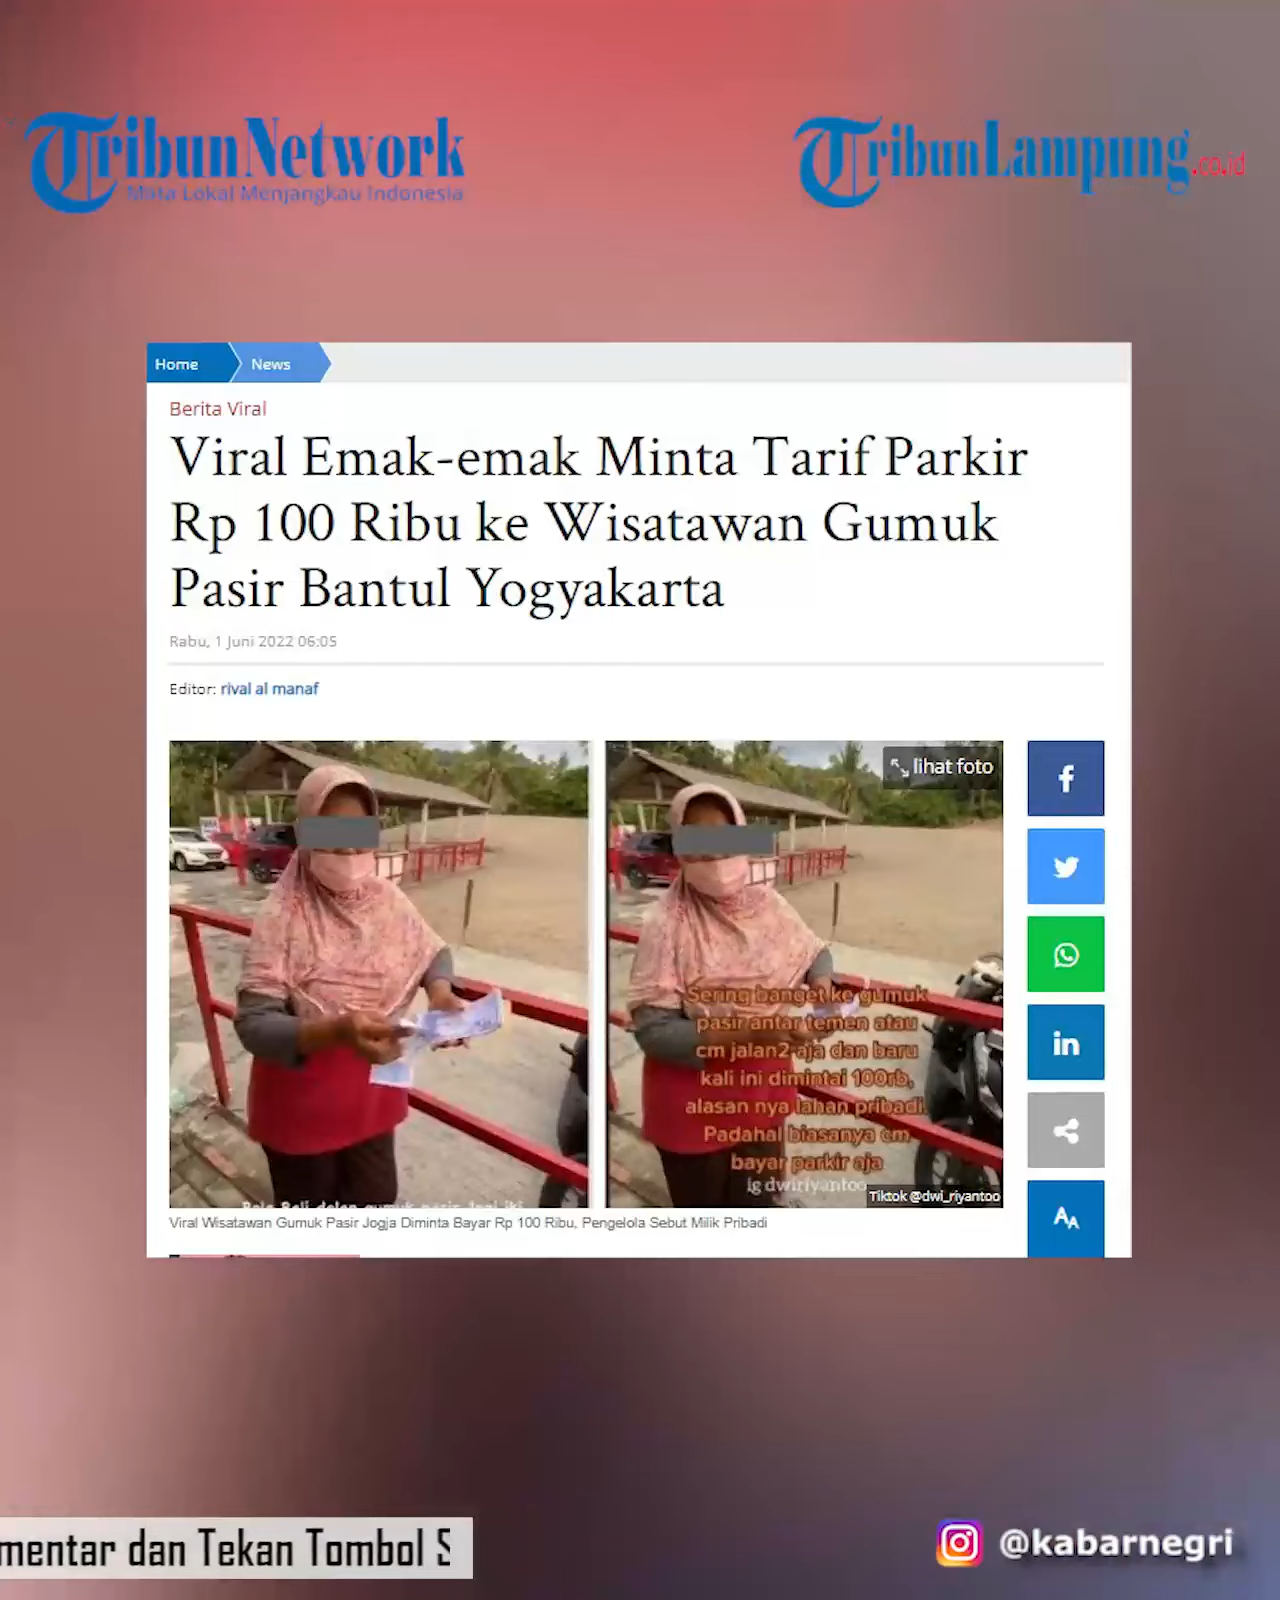 TribunNetwork
Mata Lokal Menjangkau Indonesia
TribunLampung.co.id
Home
News
Berita Viral
Viral Emak-emak Minta Tarif Parkir
Rp 100 Ribu ke Wisatawan Gumuk
Pasir Bantul Yogyakarta
Rabu, 1 Juni 2022 06:05
Editor: rival al manaf
lihat foto
Sering banget ke gumuk
pasir antar temen atau
cm jalan2 aja dan baru
kali ini dimintai 100rb,
alasan nya lahan pribadi.
Padahal biasanya cm
bayar parkir aja
ig dwiriyantoo
Tiktok @dwi_riyantoo
Viral Wisatawan Gumuk Pasir Jogja Diminta Bayar Rp 100 Ribu, Pengelola Sebut Milik Pribadi
AA
mentar dan Tekan Tombol S
@kabarnegri